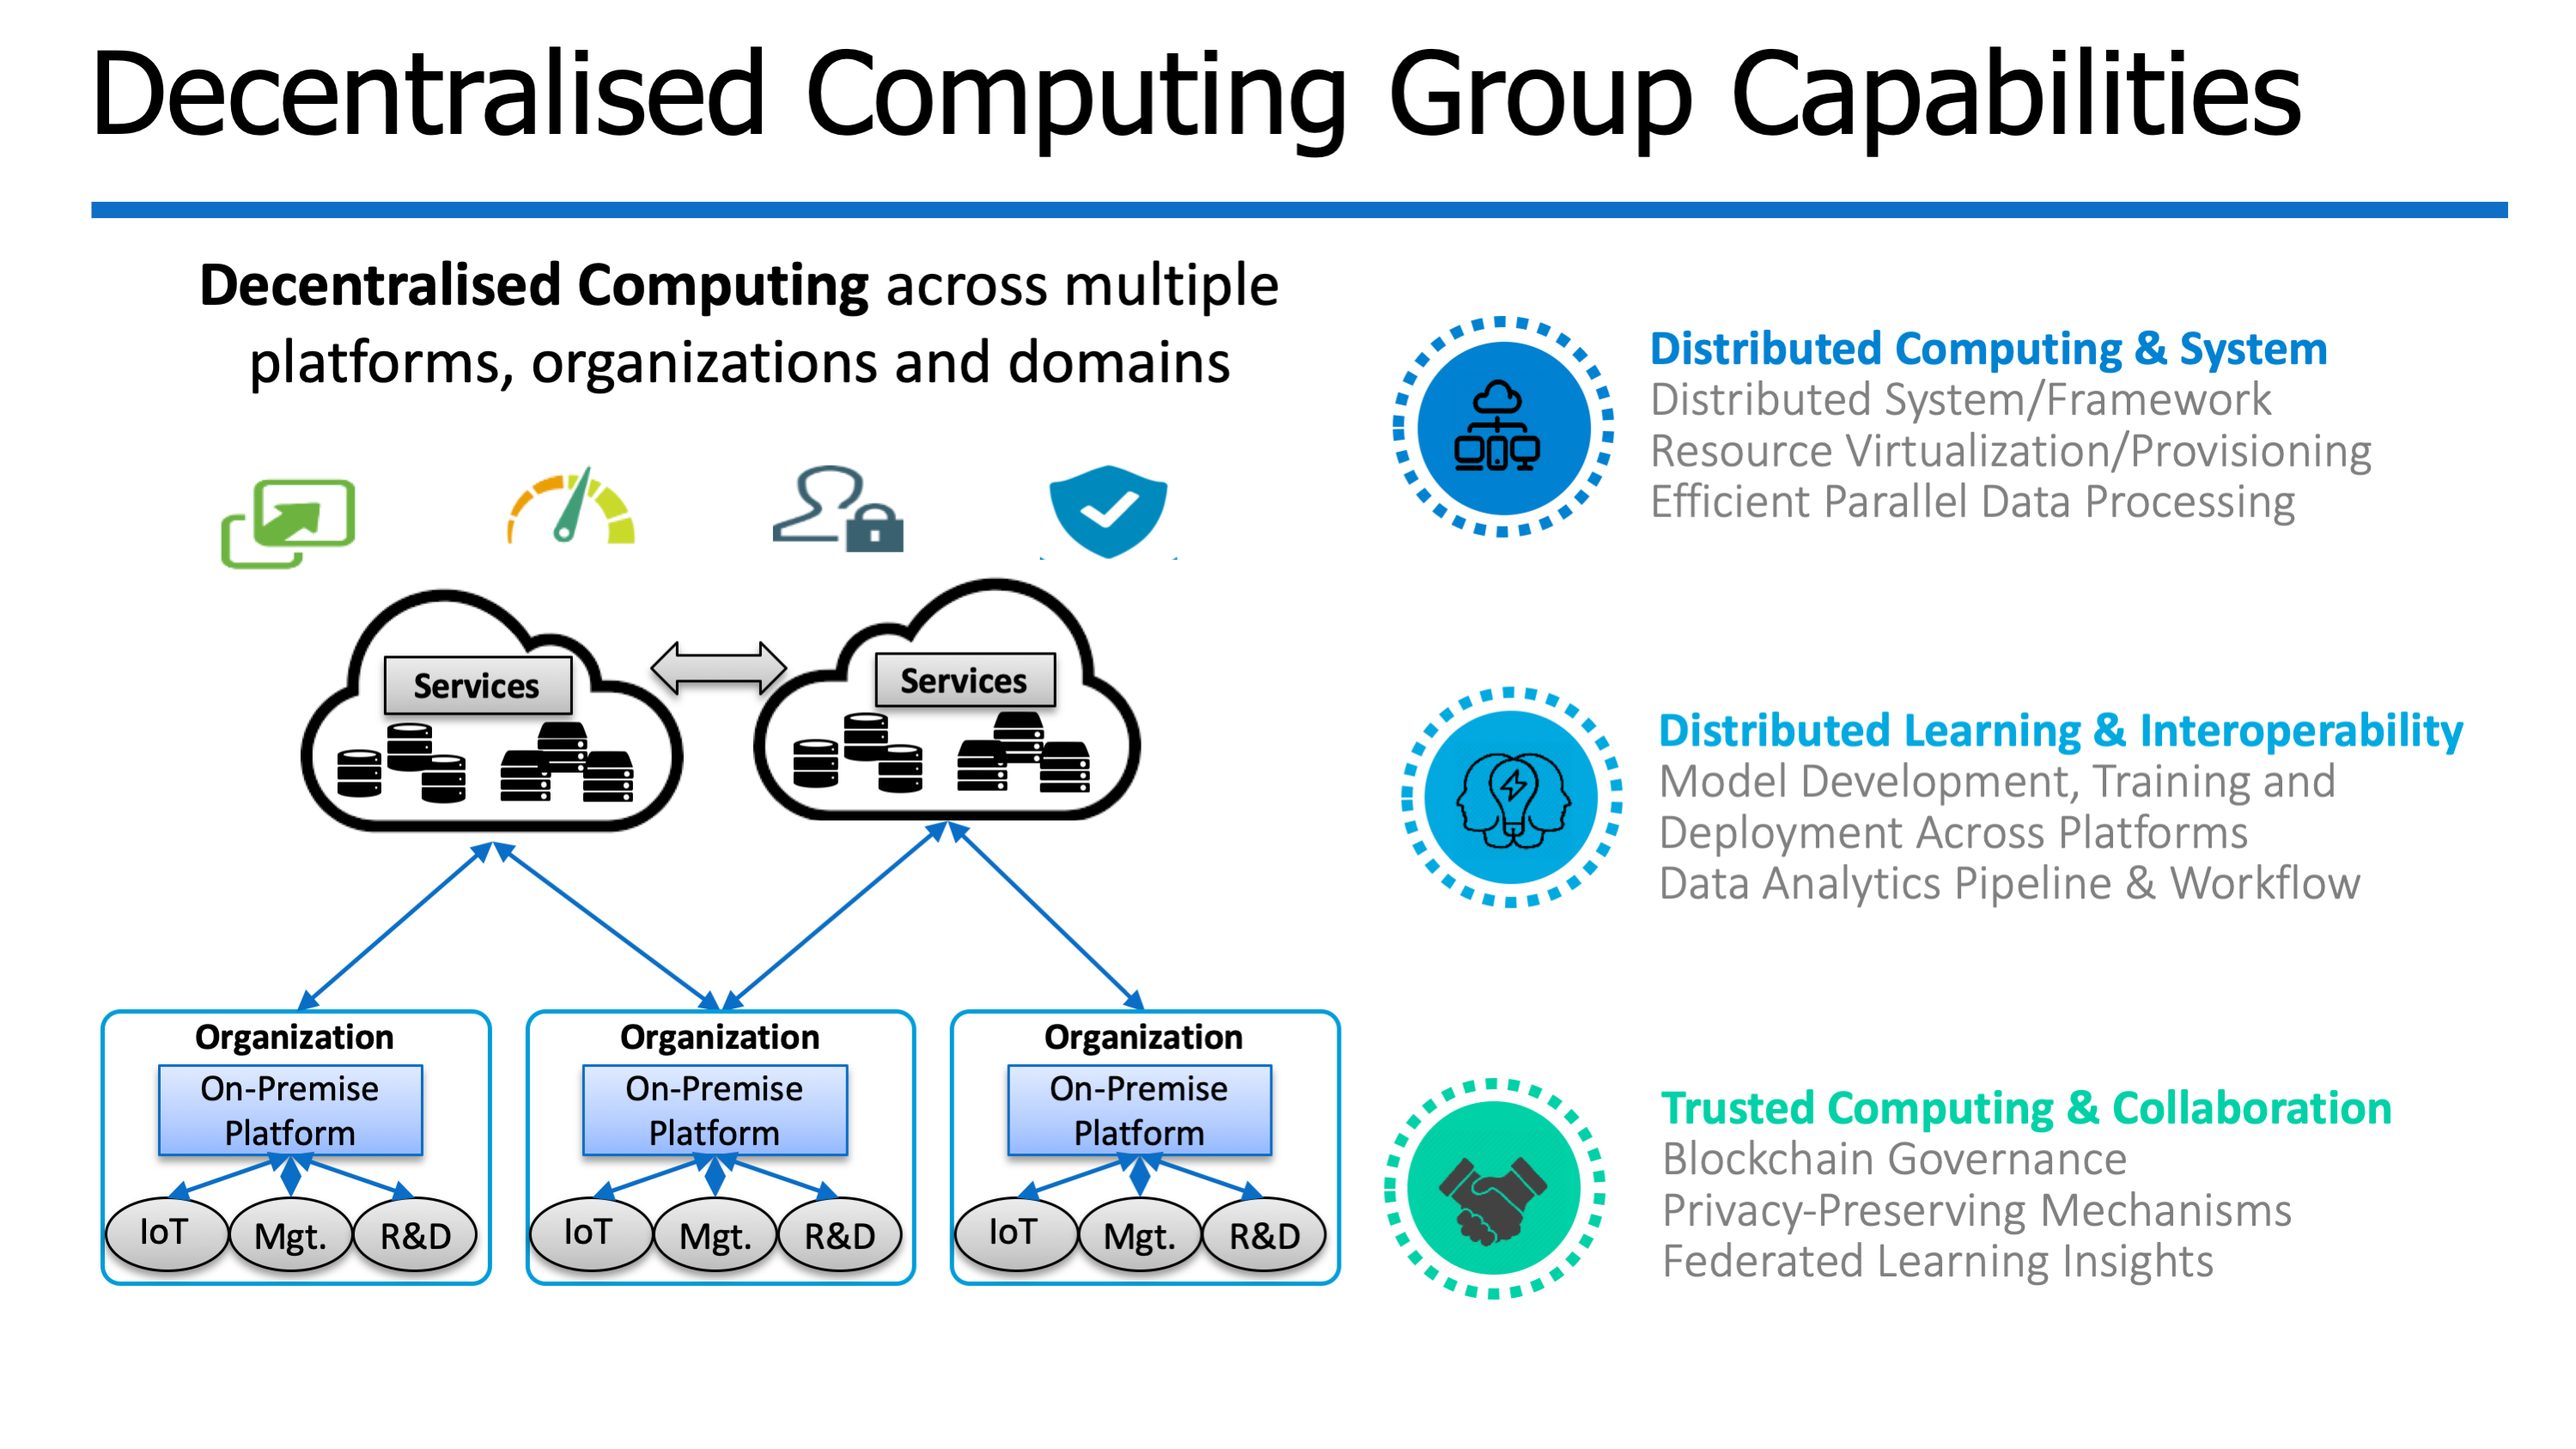 Decentralised Computing Group Capabilities
Decentralised Computing across multiple
platforms, organizations and domains
Services
Services
Organization
On-Premise
Platform
IoT
Mgt.
R&D
Organization
On-Premise
Platform
IoT
Mgt.
R&D
Organization
On-Premise
Platform
IoT
Mgt.
R&D
Distributed Computing & System
Distributed System/Framework
Resource Virtualization/Provisioning
Efficient Parallel Data Processing
Distributed Learning & Interoperability
Model Development, Training and
Deployment Across Platforms
Data Analytics Pipeline & Workflow
Trusted Computing & Collaboration
Blockchain Governance
Privacy-Preserving Mechanisms
Federated Learning Insights